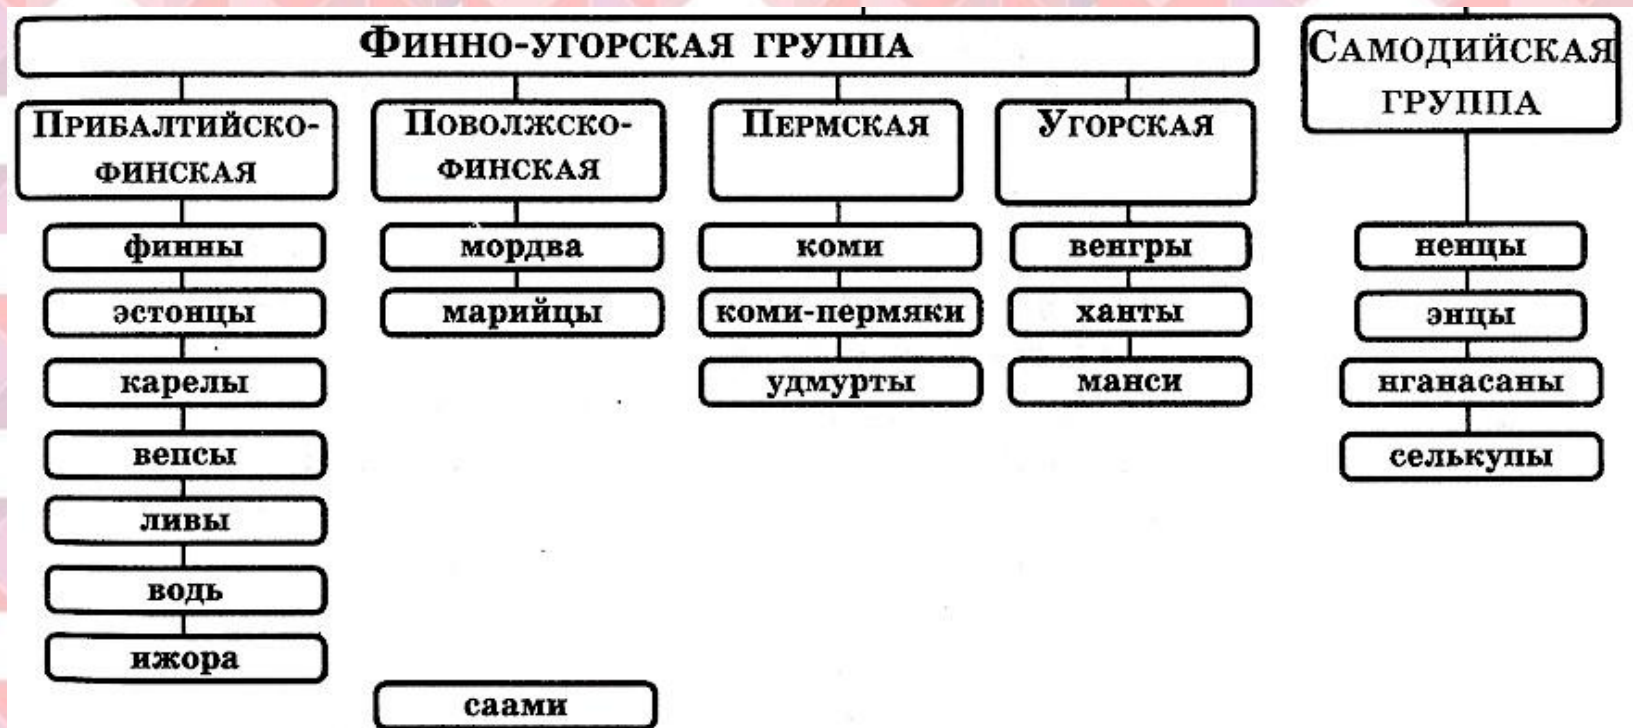 Финно-угорская группа
Самодийская
группа
Прибалтийско-
финская
Поволжско-
финская
Пермская
Угорская
финны
эстонцы
карелы
вепсы
ливы
водь
ижора
мордва
марийцы
саами
коми
коми-пермяки
удмурты
венгры
ханты
манси
ненцы
энцы
нганасаны
селькупы